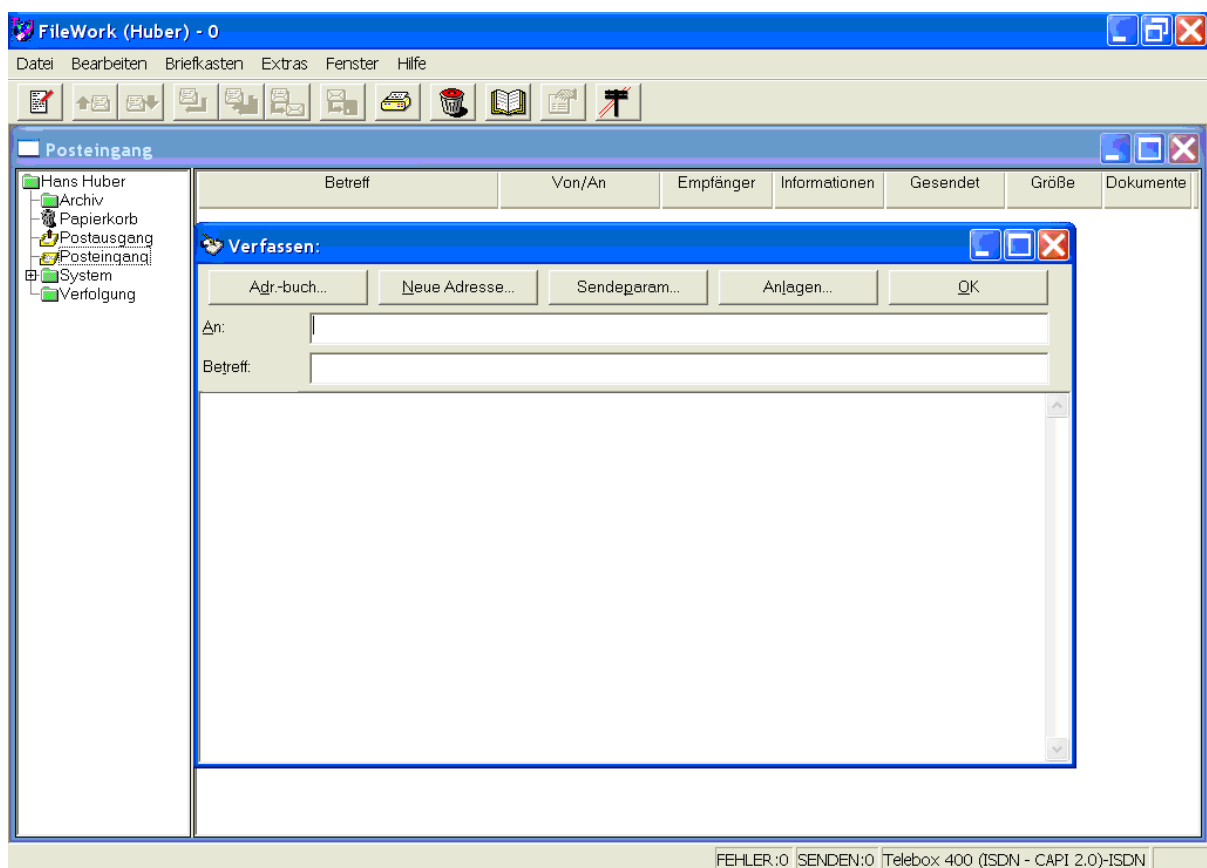 FileWork (Huber) - 0
Datei Bearbeiten Briefkasten Extras Fenster Hilfe
Posteingang
Hans Huber
Archiv
Papierkorb
Postausgang
Posteingang
System
Verfolgung
Betreff Von/An Empfänger Informationen Gesendet Größe Dokumente
Verfassen:
Adr.-buch... Neue Adresse... Sendeparam... Anlagen... OK
An:
Betreff:
FEHLER:0 SENDEN:0 Telebox 400 (ISDN - CAPI 2.0)-ISDN